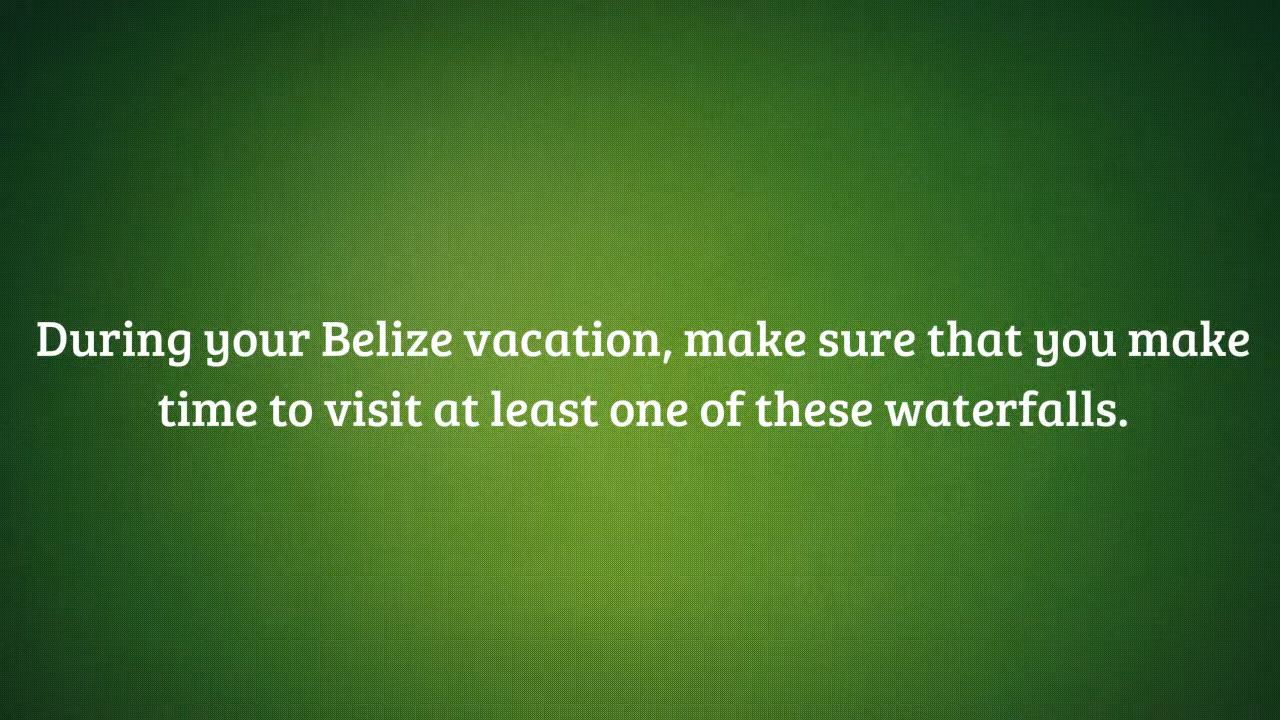 During your Belize vacation, make sure that you make
time to visit at least one of these waterfalls.